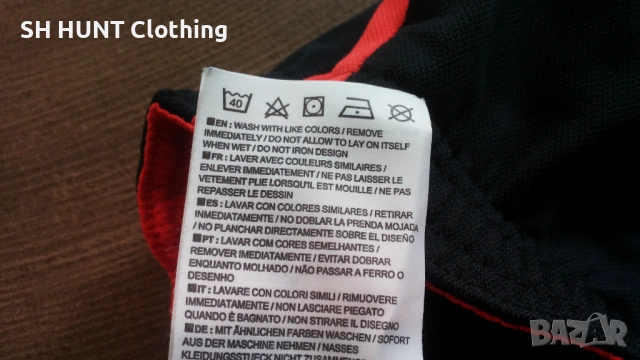 SH HUNT Clothing
40
EN : WASH WITH LIKE COLORS / REMOVE
IMMEDIATELY / DO NOT ALLOW TO LAY ON ITSELF
WHEN WET / DO NOT IRON DESIGN
FR : LAVER AVEC COULEURS SIMILAIRES /
ENLEVER IMMEDIATEMENT / NE PAS LAISSER LE
VETEMENT PLIE LORSQU'IL EST MOUILLE / NE PAS
REPASSER LE DESSIN
ES : LAVAR CON COLORES SIMILARES / RETIRAR
INMEDIATAMENTE / NO DOBLAR LA PRENDA MOJADA
/ NO PLANCHAR DIRECTAMENTE SOBRE EL DISEÑO
PT : LAVAR COM CORES SEMELHANTES /
REMOVER IMEDIATAMENTE / EVITAR DOBRAR
ENQUANTO MOLHADO / NÃO PASSAR A FERRO O
DESENHO
IT : LAVARE CON COLORI SIMILI / RIMUOVERE
IMMEDIATAMENTE / NON LASCIARE PIEGATO
QUANDO È BAGNATO / NON STIRARE IL DISEGNO
DE : MIT ÄHNLICHEN FARBEN WASCHEN / SOFORT
AUS DER MASCHINE NEHMEN / NASSES
KLEIDUNGSSTUECK NICHT
BAZAR